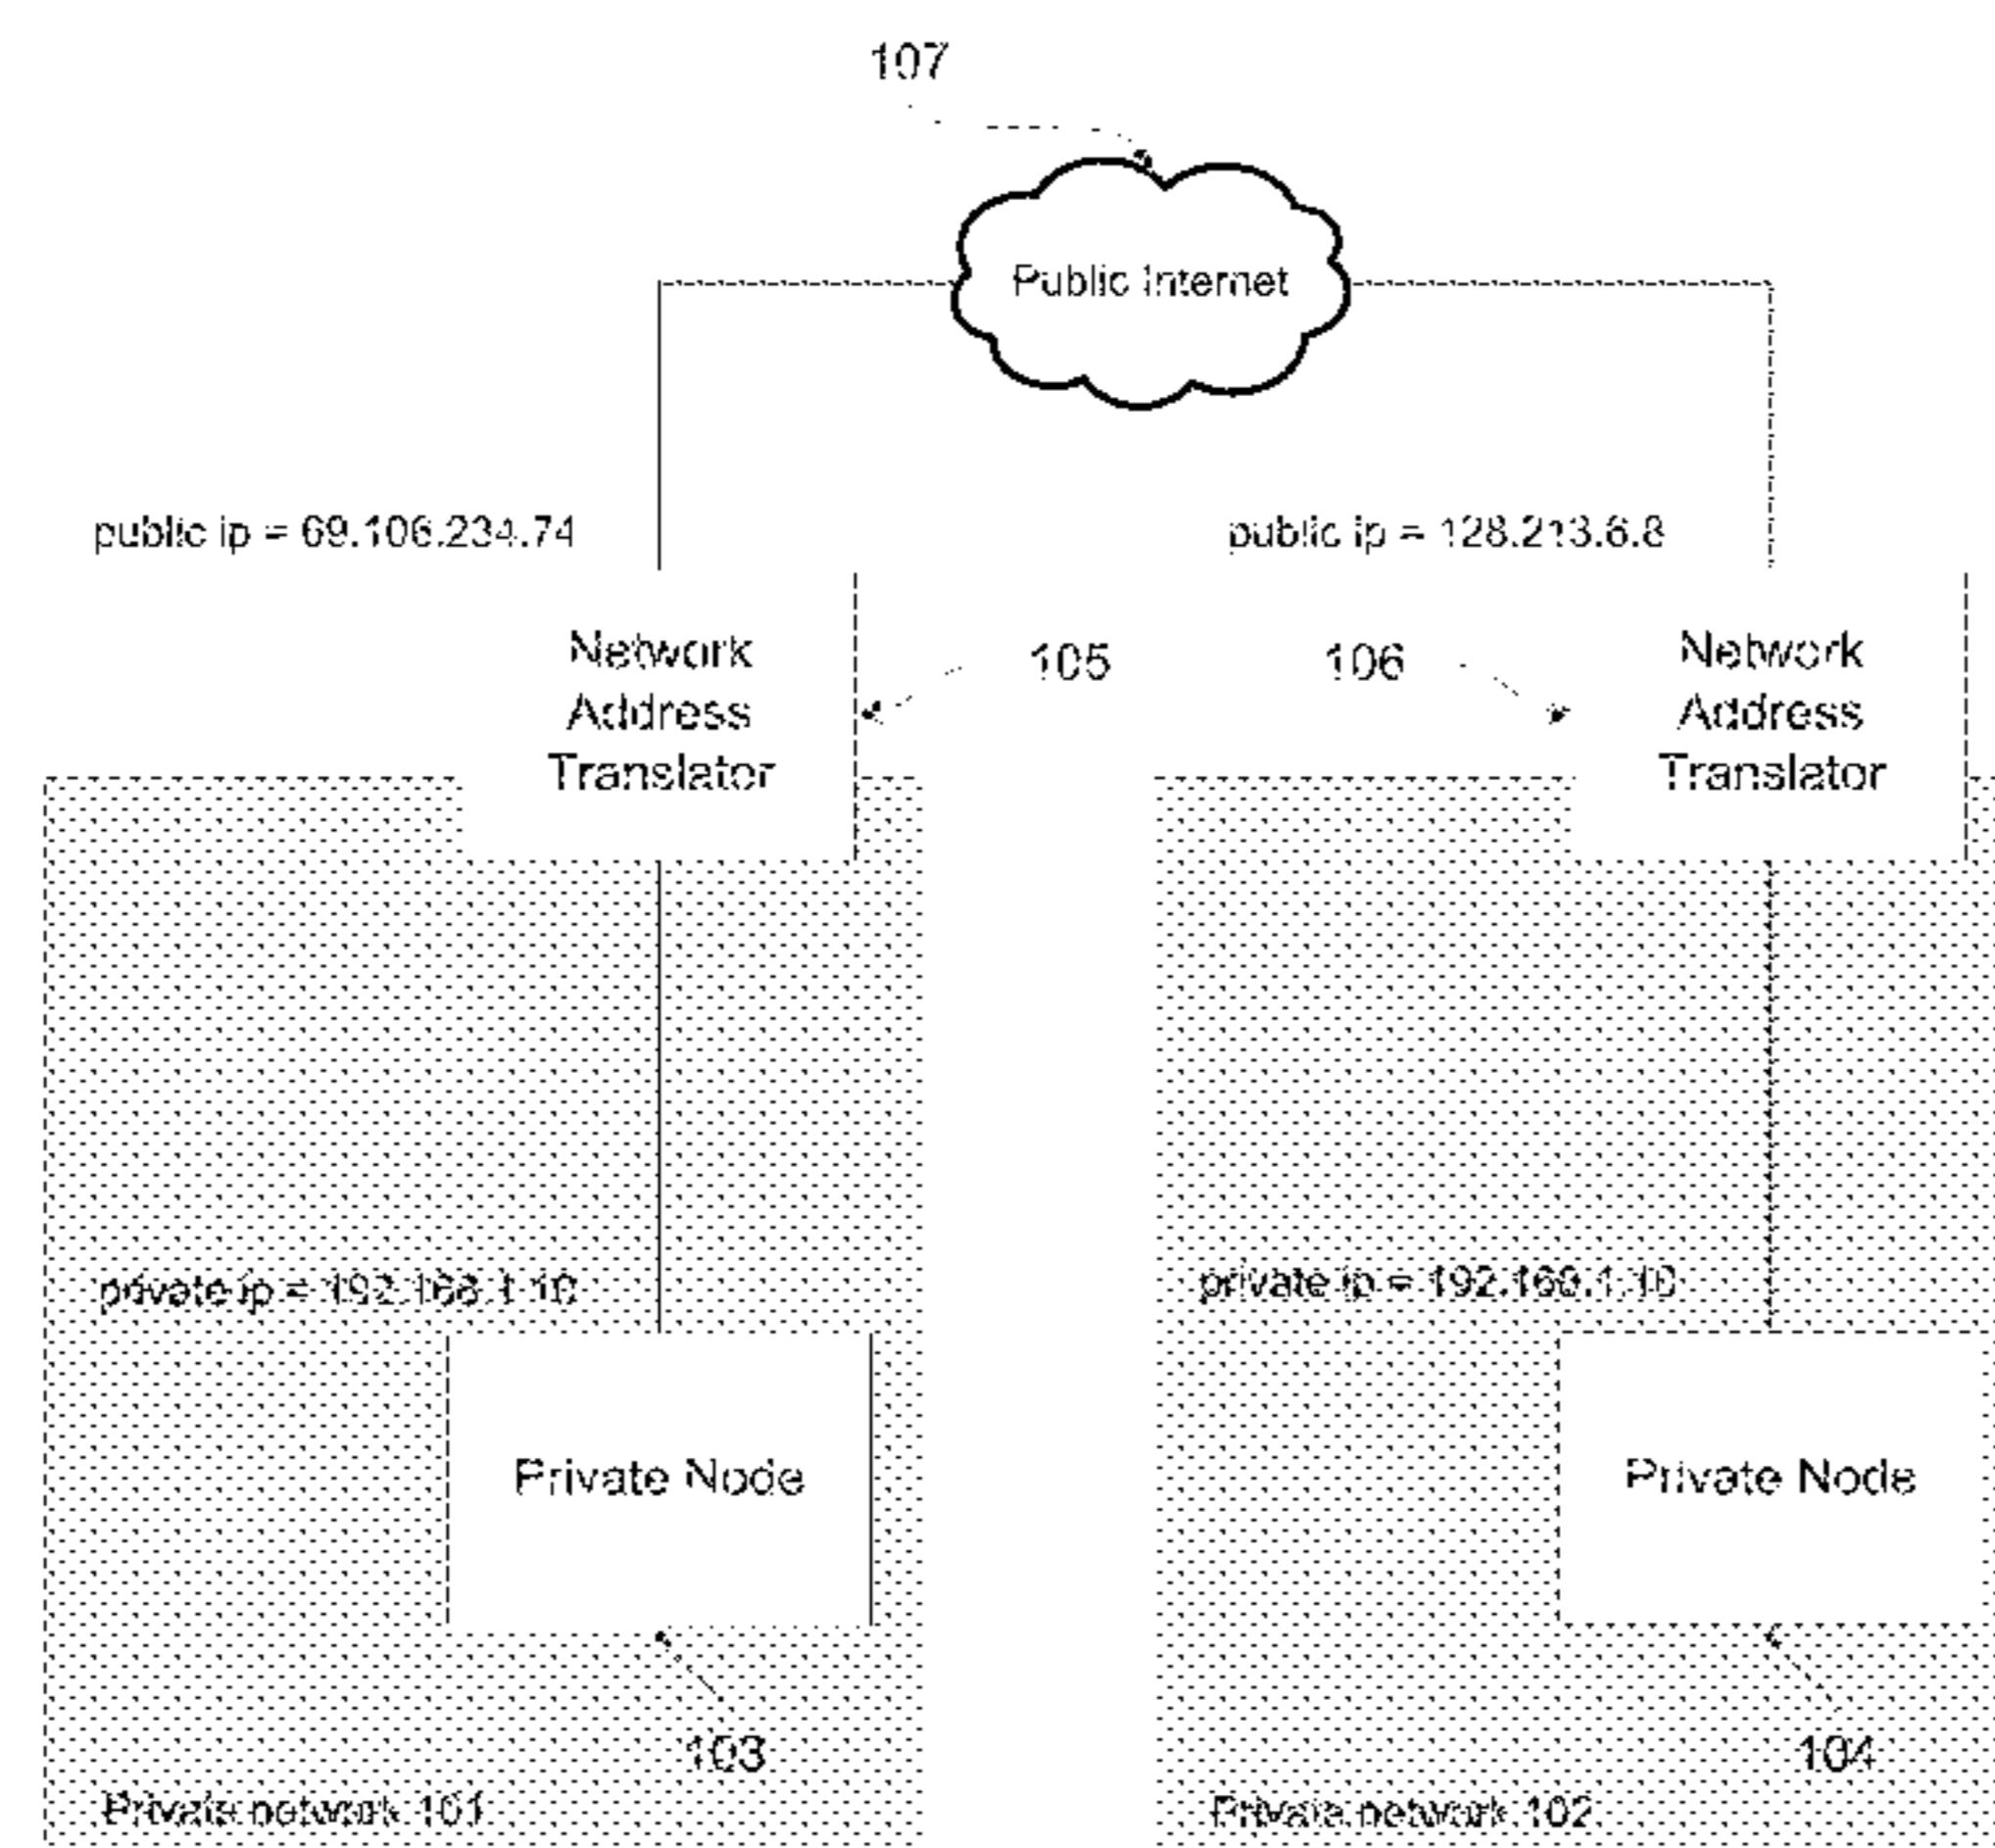 107
Public Internet
public ip = 69.106.234.74
public ip = 128.213.6.8
Network
Address
Translator
105
106
Network
Address
Translator
private ip = 192.168.1.10
private ip = 192.168.1.10
Private Node
Private Node
103
104
Private network 101
Private network 102